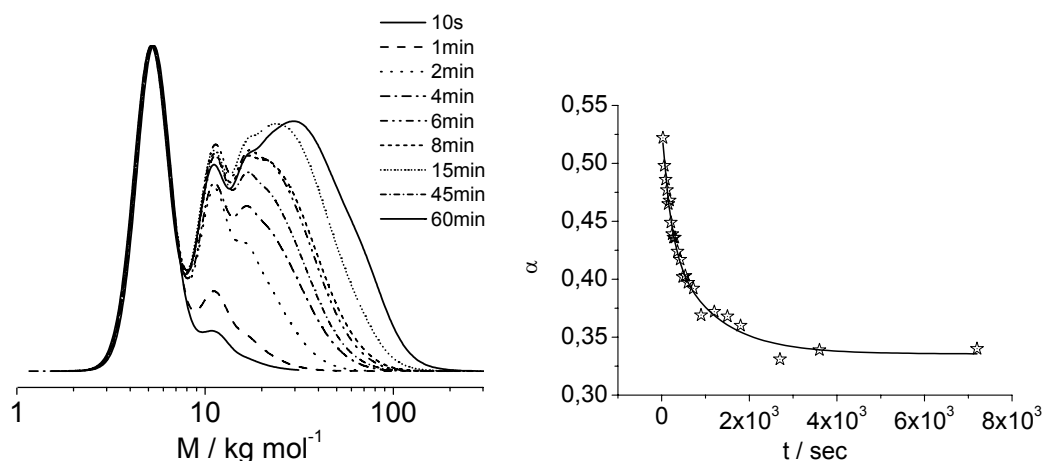 10s
1min
2min
4min
6min
8min
15min
45min
60min
1 10 100
M / kg mol⁻¹
0,55
0,50
0,45
0,40
0,35
0,30
α
0 2x10³ 4x10³ 6x10³ 8x10³
t / sec